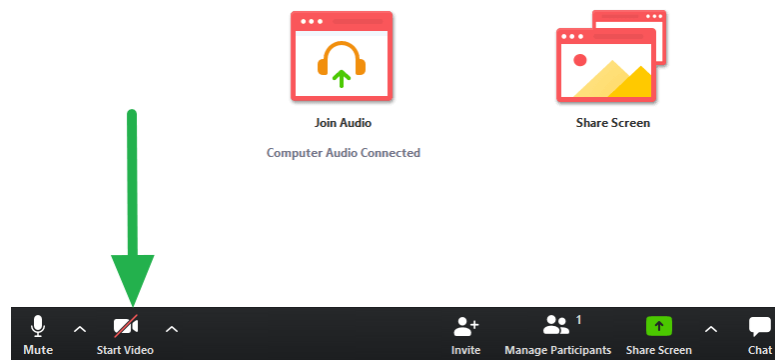 Join Audio
Share Screen
Computer Audio Connected
1
Mute
Start Video
Invite
Manage Participants
Share Screen
Chat